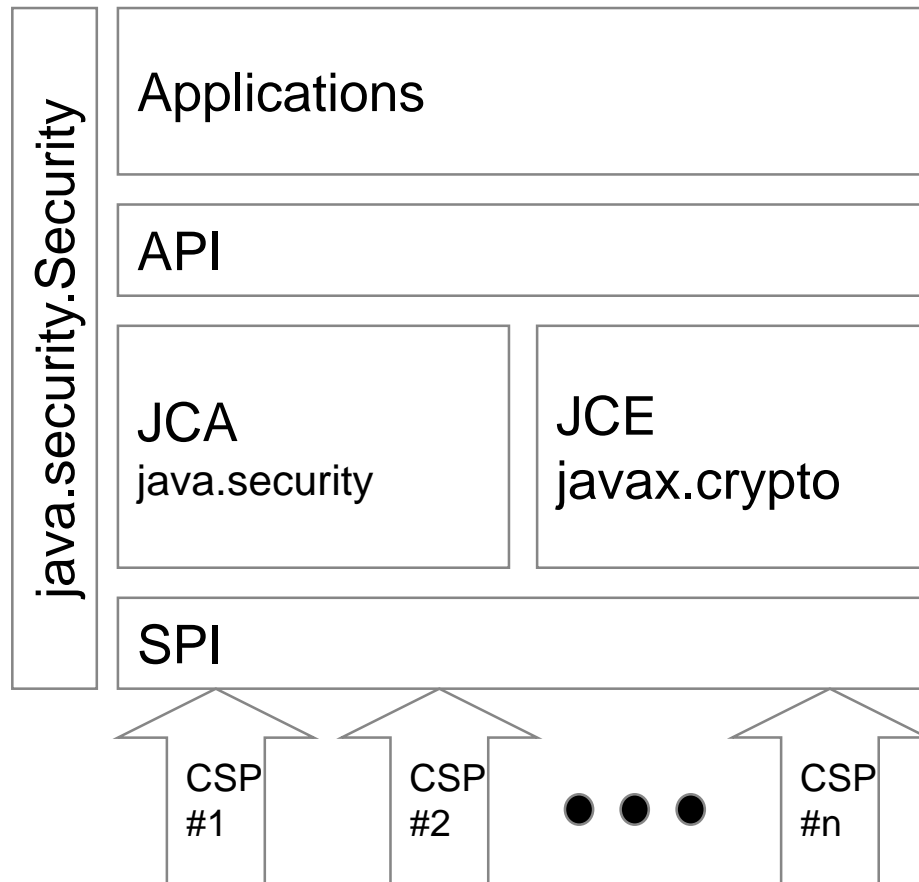 java.security.Security
Applications
API
JCA
java.security
JCE
javax.crypto
SPI
CSP
#1
CSP
#2
CSP
#n